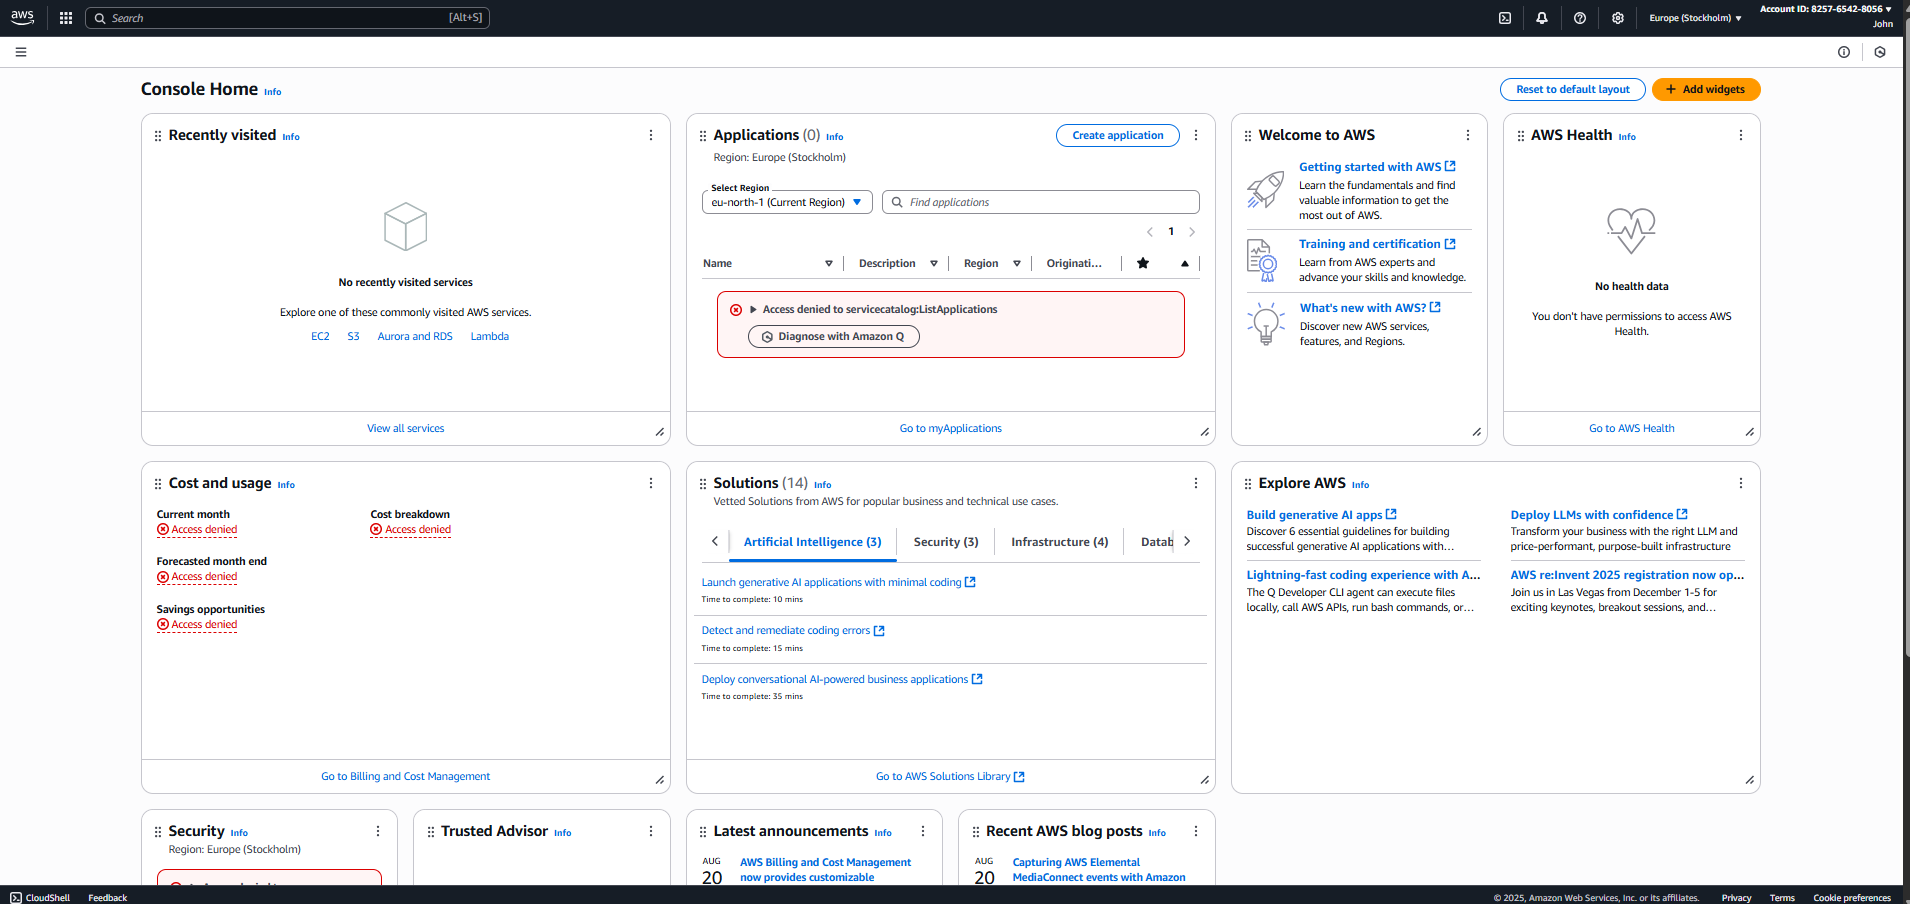 aws
Search
[Alt+S]
Europe (Stockholm)
Account ID: 8257-6542-8056
John
Console Home Info
Reset to default layout
Add widgets
Recently visited Info
No recently visited services
Explore one of these commonly visited AWS services.
EC2 S3 Aurora and RDS Lambda
View all services
Applications (0) Info
Create application
Region: Europe (Stockholm)
Select Region
eu-north-1 (Current Region)
Find applications
1
Name Description Region Originati...
Access denied to servicecatalog:ListApplications
Diagnose with Amazon Q
Go to myApplications
Welcome to AWS
Getting started with AWS
Learn the fundamentals and find
valuable information to get the
most out of AWS.
Training and certification
Learn from AWS experts and
advance your skills and knowledge.
What's new with AWS?
Discover new AWS services,
features, and Regions.
AWS Health Info
No health data
You don't have permissions to access AWS
Health.
Go to AWS Health
Cost and usage Info
Current month
Access denied
Forecasted month end
Access denied
Savings opportunities
Access denied
Cost breakdown
Access denied
Go to Billing and Cost Management
Solutions (14) Info
Vetted Solutions from AWS for popular business and technical use cases.
Artificial Intelligence (3) Security (3) Infrastructure (4) Datab
Launch generative AI applications with minimal coding
Time to complete: 10 mins
Detect and remediate coding errors
Time to complete: 15 mins
Deploy conversational AI-powered business applications
Time to complete: 35 mins
Go to AWS Solutions Library
Explore AWS Info
Build generative AI apps
Discover 6 essential guidelines for building
successful generative AI applications with...
Lightning-fast coding experience with A...
The Q Developer CLI agent can execute files
locally, call AWS APIs, run bash commands, or...
Deploy LLMs with confidence
Transform your business with the right LLM and
price-performant, purpose-built infrastructure
AWS re:Invent 2025 registration now op...
Join us in Las Vegas from December 1-5 for
exciting keynotes, breakout sessions, and...
Security Info
Region: Europe (Stockholm)
Trusted Advisor Info
Latest announcements Info
AUG
20
AWS Billing and Cost Management
now provides customizable
Recent AWS blog posts Info
AUG
20
Capturing AWS Elemental
MediaConnect events with Amazon
CloudShell Feedback
© 2025, Amazon Web Services, Inc. or its affiliates.
Privacy Terms Cookie preferences